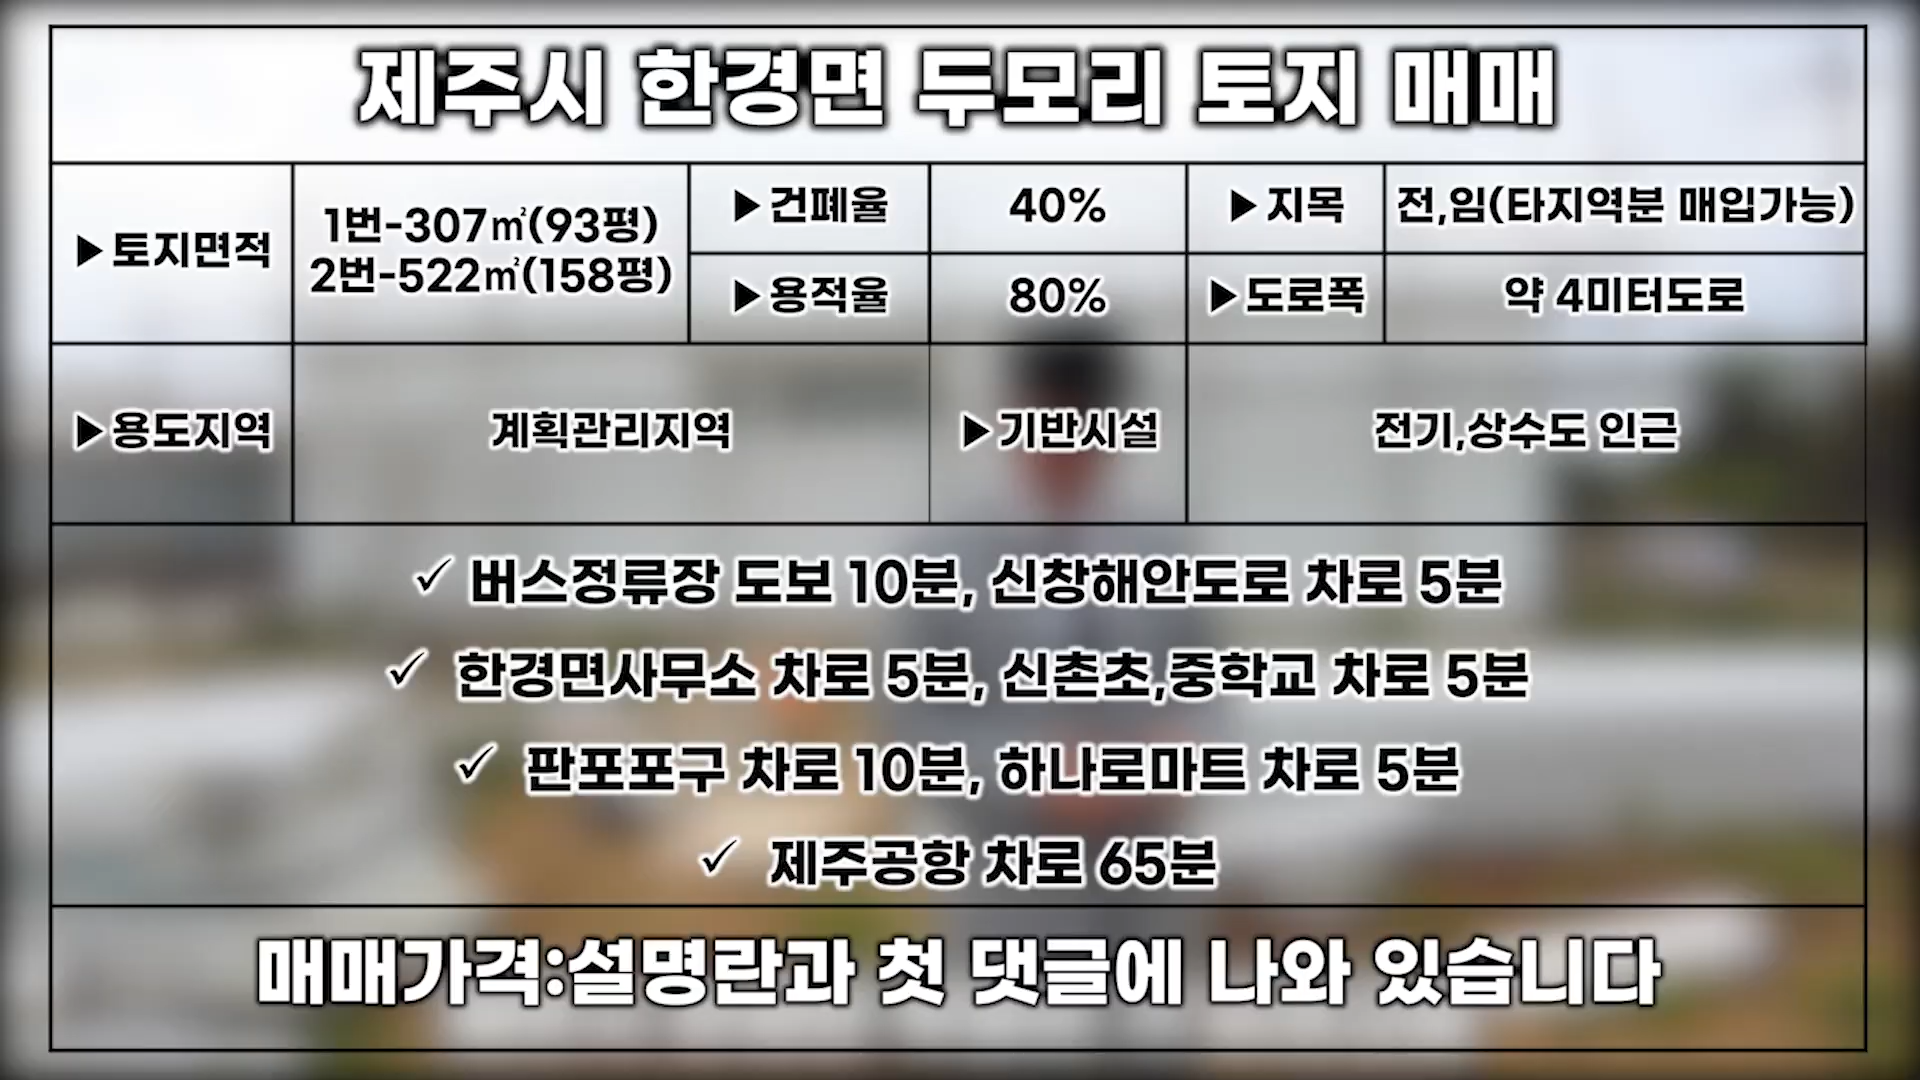 제주시 한경면 두모리 토지 매매
▶토지면적
1번-307㎡(93평)
2번-522㎡(158평)
▶건폐율
40%
▶지목
전,임(타지역분 매입가능)
▶용적율
80%
▶도로폭
약 4미터도로
▶용도지역
계획관리지역
▶기반시설
전기,상수도 인근
✓ 버스정류장 도보 10분, 신창해안도로 차로 5분
✓ 한경면사무소 차로 5분, 신촌초,중학교 차로 5분
✓ 판포포구 차로 10분, 하나로마트 차로 5분
✓ 제주공항 차로 65분
매매가격:설명란과 첫 댓글에 나와 있습니다